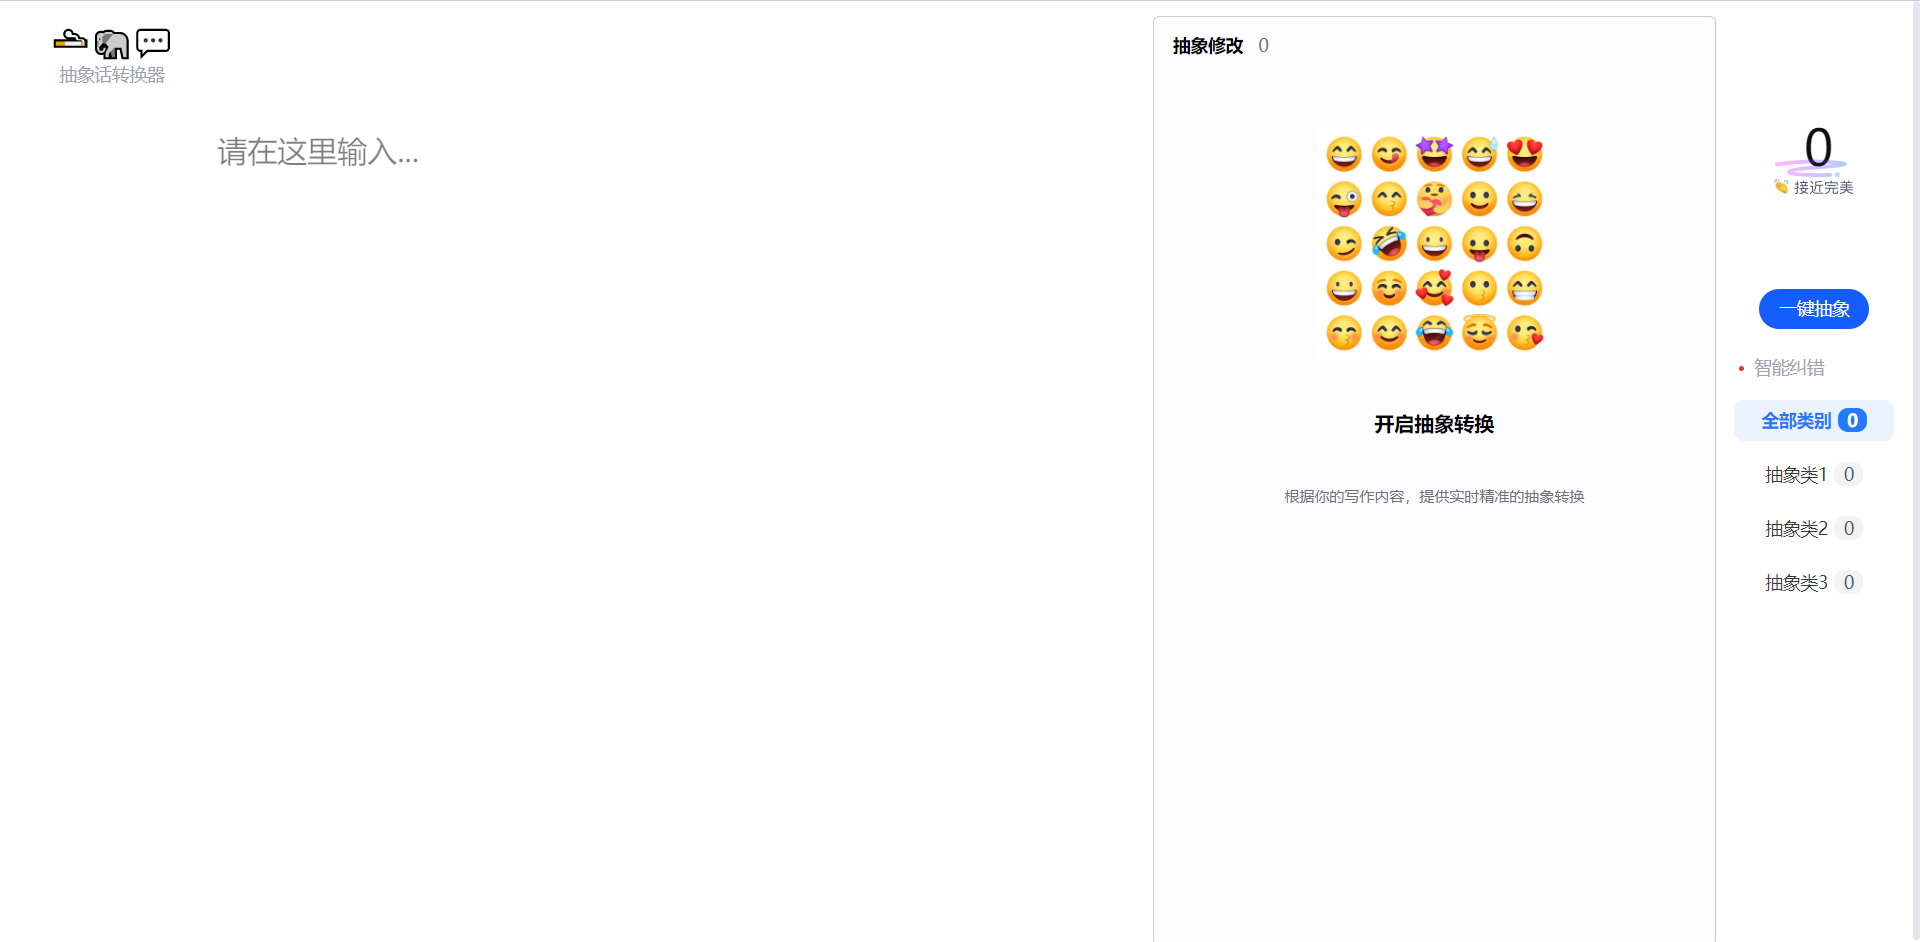 抽象话转换器
请在这里输入...
抽象修改 0
开启抽象转换
根据你的写作内容，提供实时精准的抽象转换
0
接近完美
一键抽象
智能纠错
全部类别 0
抽象类1 0
抽象类2 0
抽象类3 0